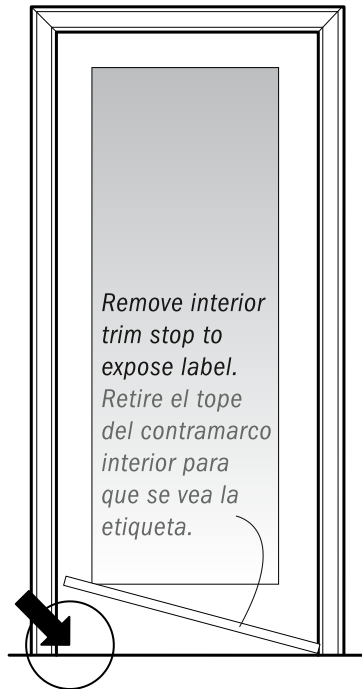 Remove interior
trim stop to
expose label.
Retire el tope
del contramarco
interior para
que se vea la
etiqueta.